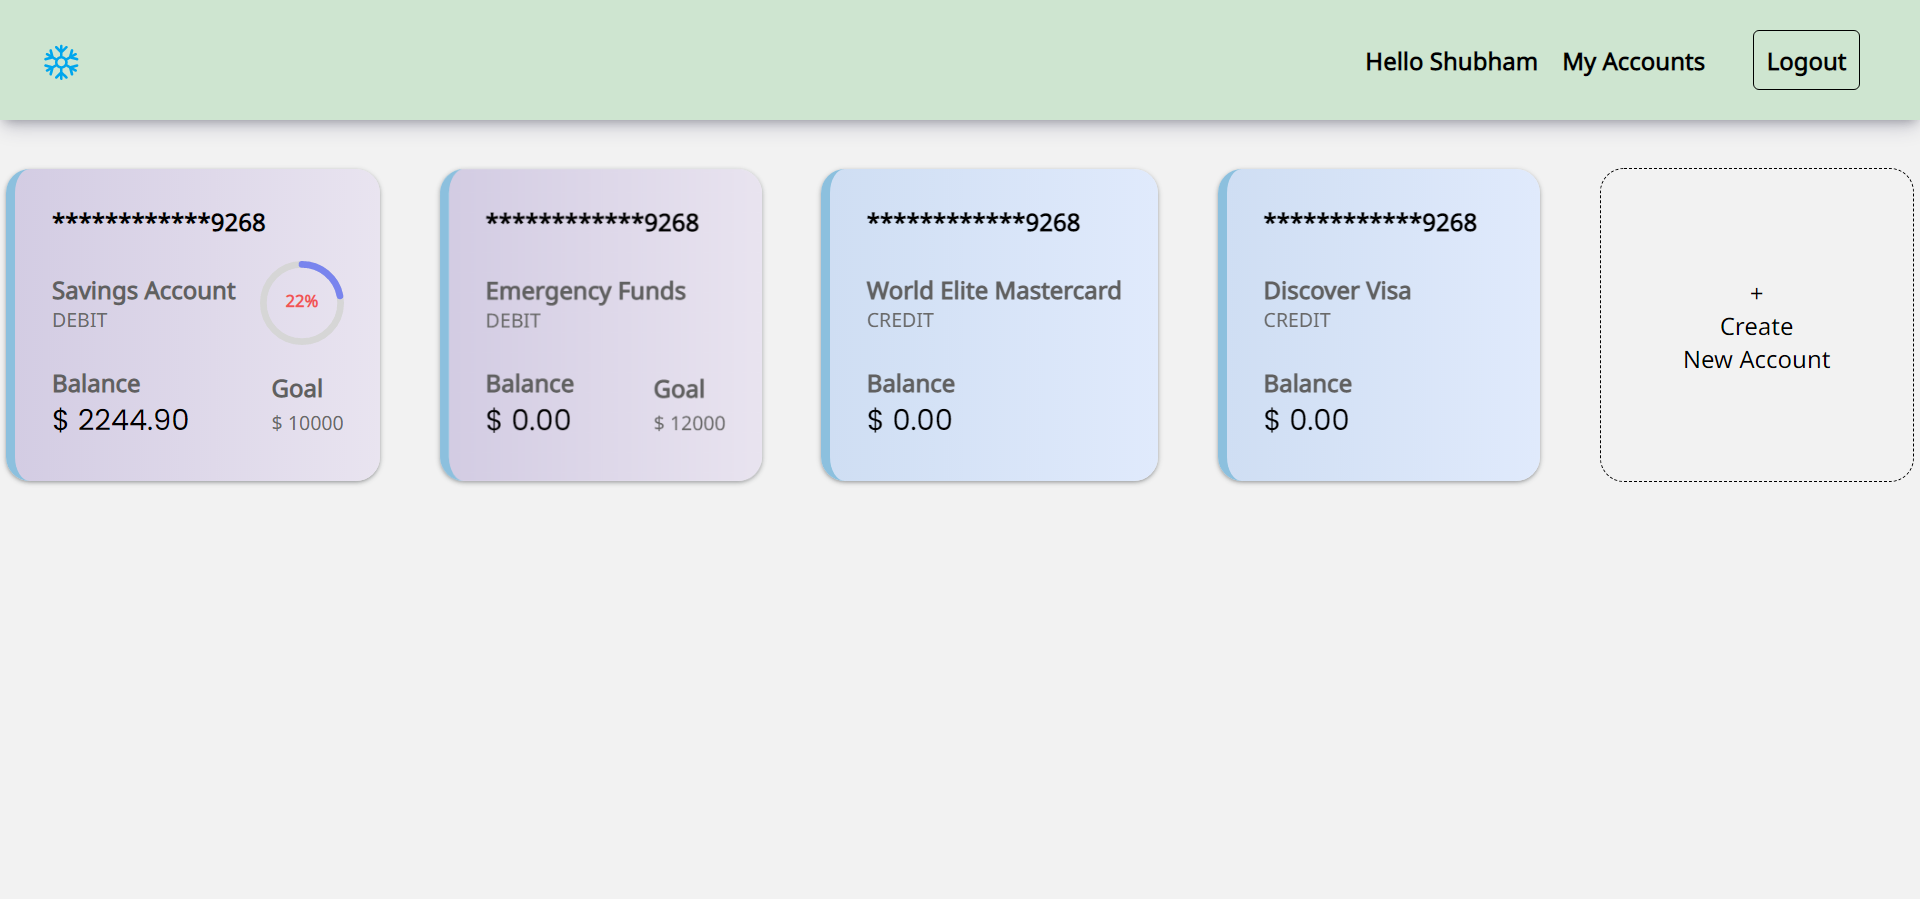 Hello Shubham My Accounts Logout
************9268
Savings Account
DEBIT
22%
Balance
$ 2244.90
Goal
$ 10000
************9268
Emergency Funds
DEBIT
Balance
$ 0.00
Goal
$ 12000
************9268
World Elite Mastercard
CREDIT
Balance
$ 0.00
************9268
Discover Visa
CREDIT
Balance
$ 0.00
+
Create
New Account